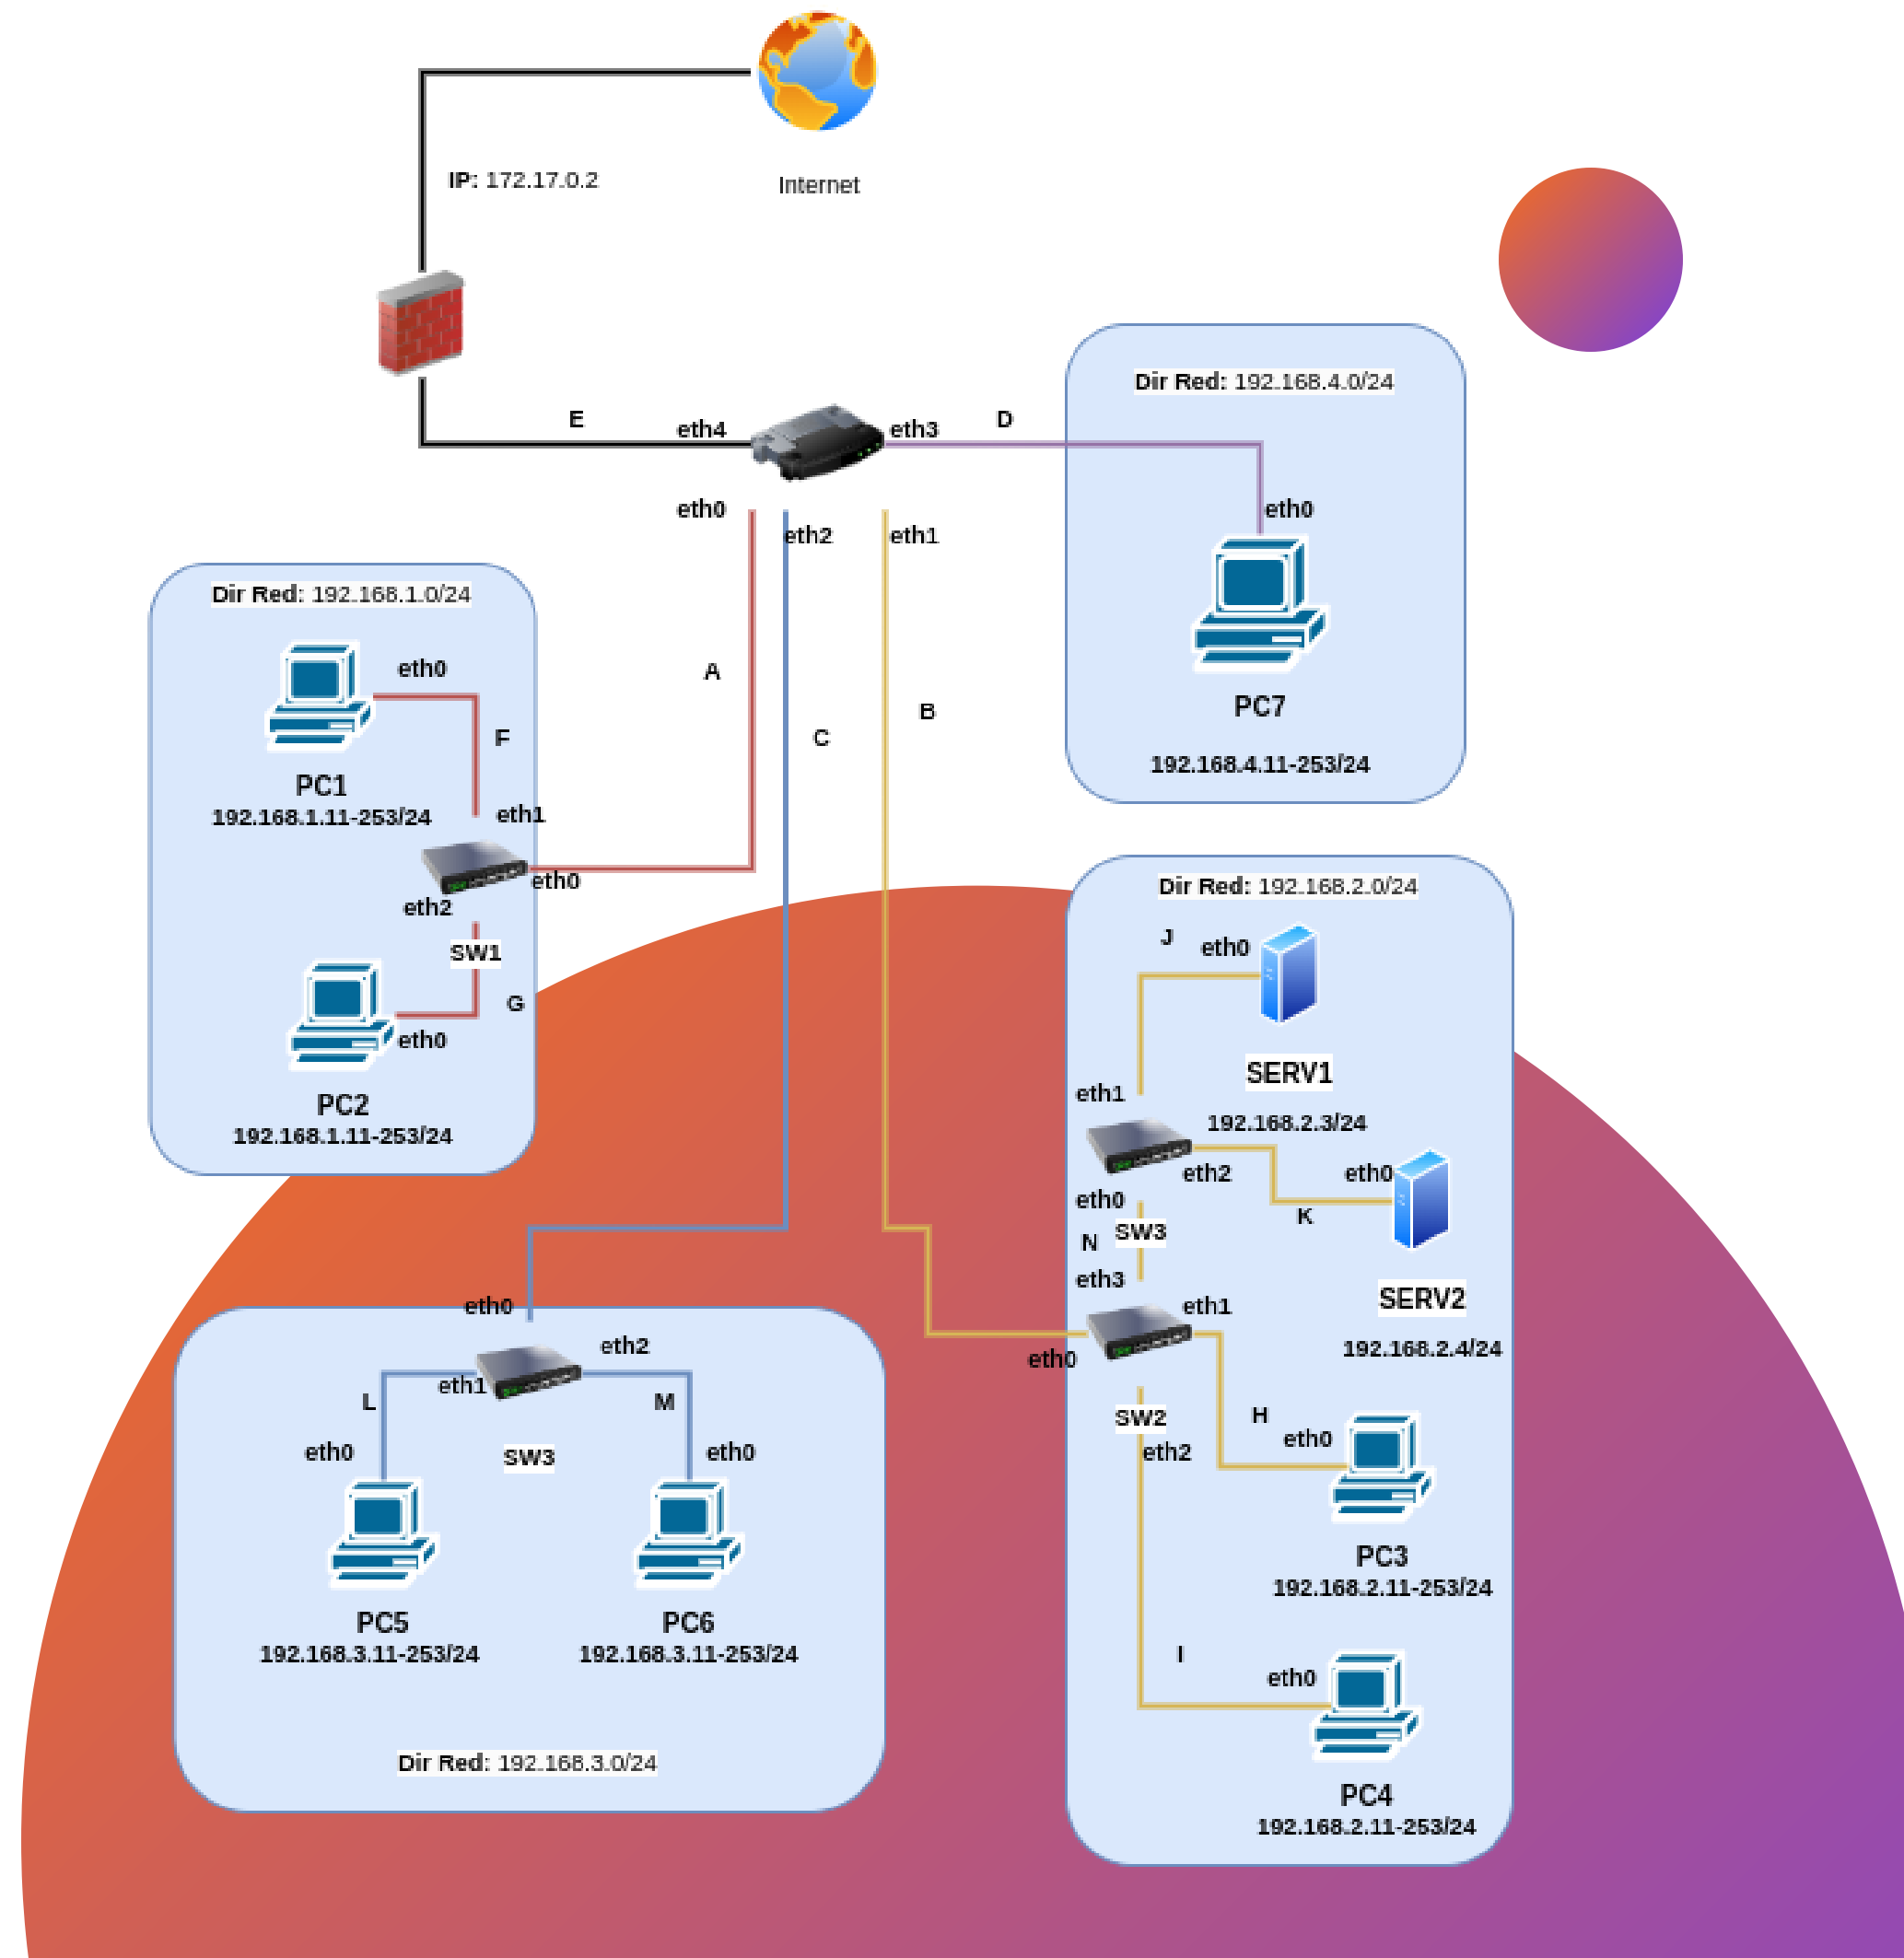 IP: 172.17.0.2
Internet
E
eth4
eth3
D
Dir Red: 192.168.4.0/24
eth0
eth2
eth1
eth0
PC7
192.168.4.11-253/24
A
C
B
Dir Red: 192.168.1.0/24
eth0
F
PC1
192.168.1.11-253/24
eth1
eth0
eth2
SW1
G
eth0
PC2
192.168.1.11-253/24
Dir Red: 192.168.2.0/24
J
eth0
SERV1
192.168.2.3/24
eth1
eth2
eth0
eth0
K
SW3
N
eth3
SERV2
192.168.2.4/24
eth1
eth0
SW2
eth2
H
eth0
PC3
192.168.2.11-253/24
I
eth0
PC4
192.168.2.11-253/24
eth0
eth2
eth1
L
M
eth0
SW3
eth0
PC5
192.168.3.11-253/24
PC6
192.168.3.11-253/24
Dir Red: 192.168.3.0/24